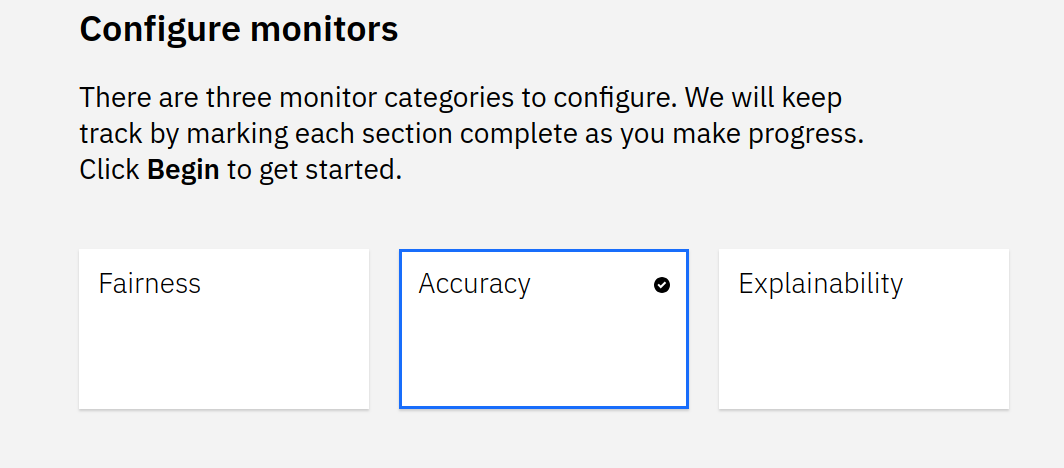 Configure monitors
There are three monitor categories to configure. We will keep
track by marking each section complete as you make progress.
Click Begin to get started.
Fairness
Accuracy
Explainability